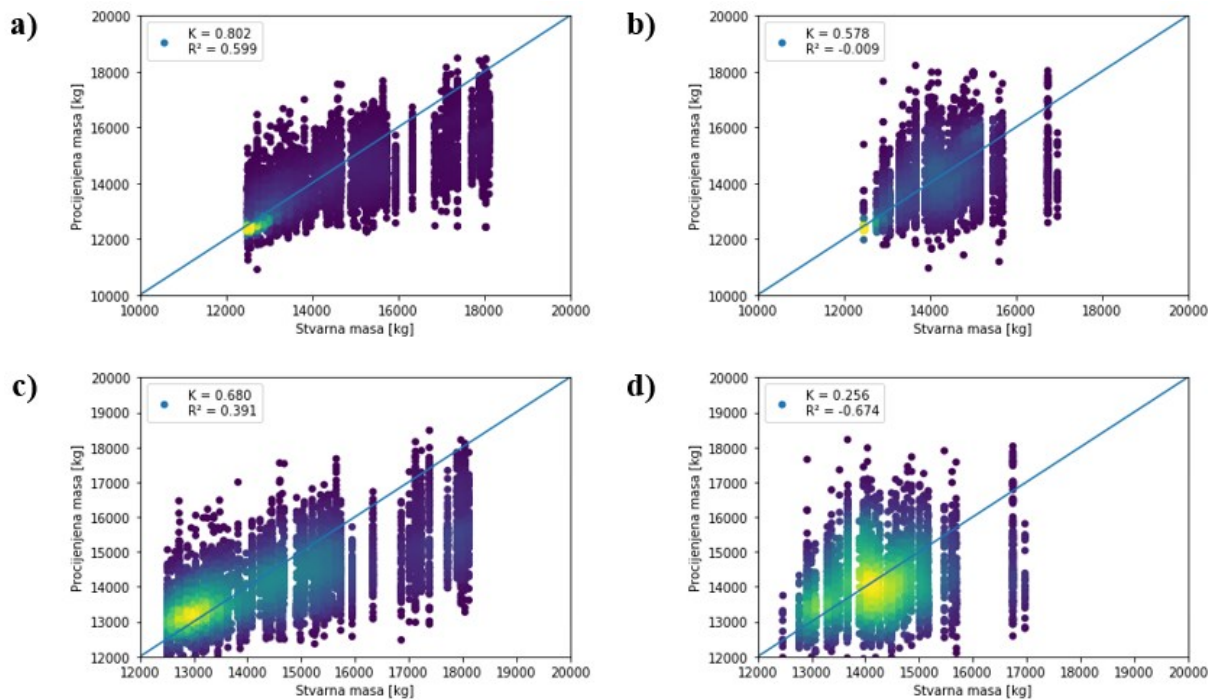 a)
K = 0.802
R² = 0.599
20000
18000
16000
14000
12000
10000
Procijenjena masa [kg]
10000 12000 14000 16000 18000 20000
Stvarna masa [kg]
b)
K = 0.578
R² = -0.009
20000
18000
16000
14000
12000
10000
Procijenjena masa [kg]
10000 12000 14000 16000 18000 20000
Stvarna masa [kg]
c)
K = 0.680
R² = 0.391
20000
19000
18000
17000
16000
15000
14000
13000
12000
Procijenjena masa [kg]
12000 13000 14000 15000 16000 17000 18000 19000 20000
Stvarna masa [kg]
d)
K = 0.256
R² = -0.674
20000
19000
18000
17000
16000
15000
14000
13000
12000
Procijenjena masa [kg]
12000 13000 14000 15000 16000 17000 18000 19000 20000
Stvarna masa [kg]